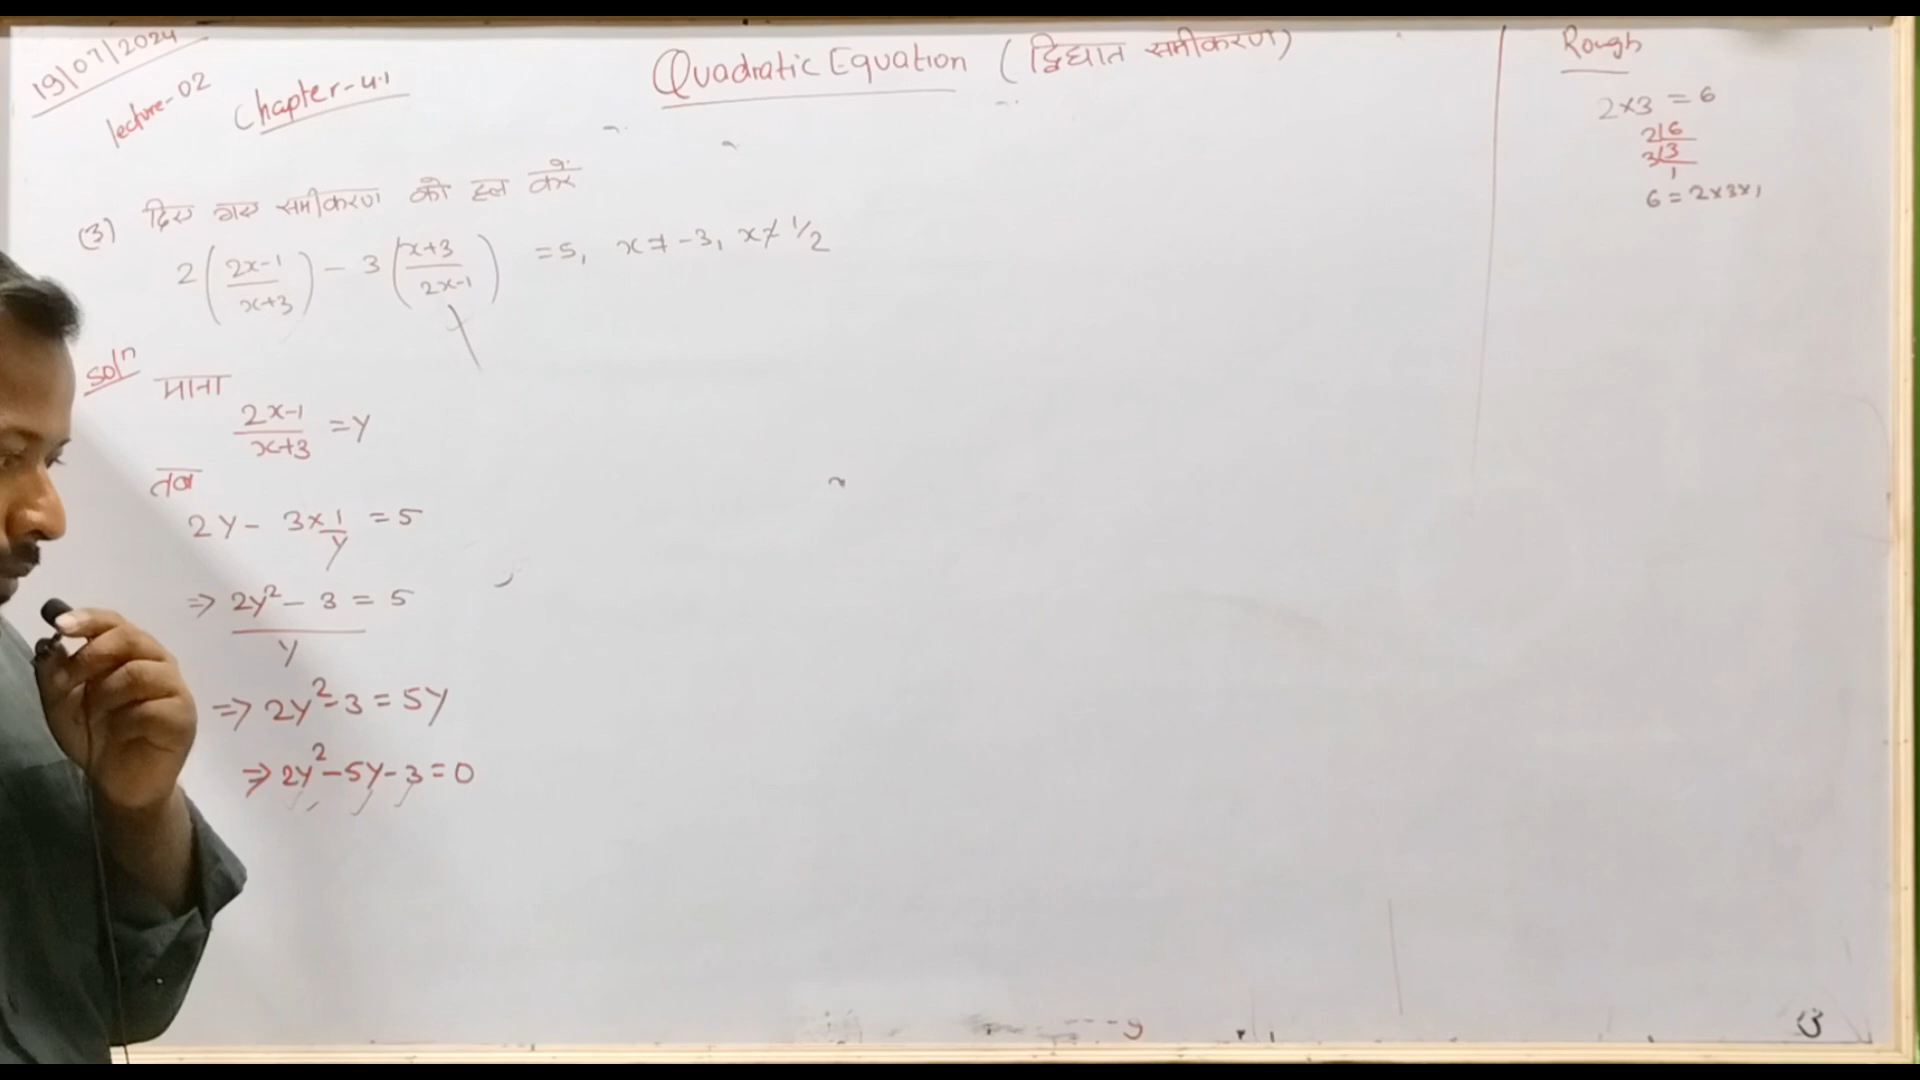 19/07/2024
lecture-02
Chapter-4.1
Quadratic Equation (द्विघात समीकरण)
(3) दिए गए समीकरण को हल करें
2((2x-1)/(x+3)) - 3((x+3)/(2x-1)) = 5, x ≠ -3, x ≠ 1/2
Solⁿ
माना
(2x-1)/(x+3) = y
तब
2y - 3×1/y = 5
⇒ (2y² - 3)/y = 5
⇒ 2y² - 3 = 5y
⇒ 2y² - 5y - 3 = 0
Rough
2×3 = 6
2|6
3|3
1
6 = 2×3×1